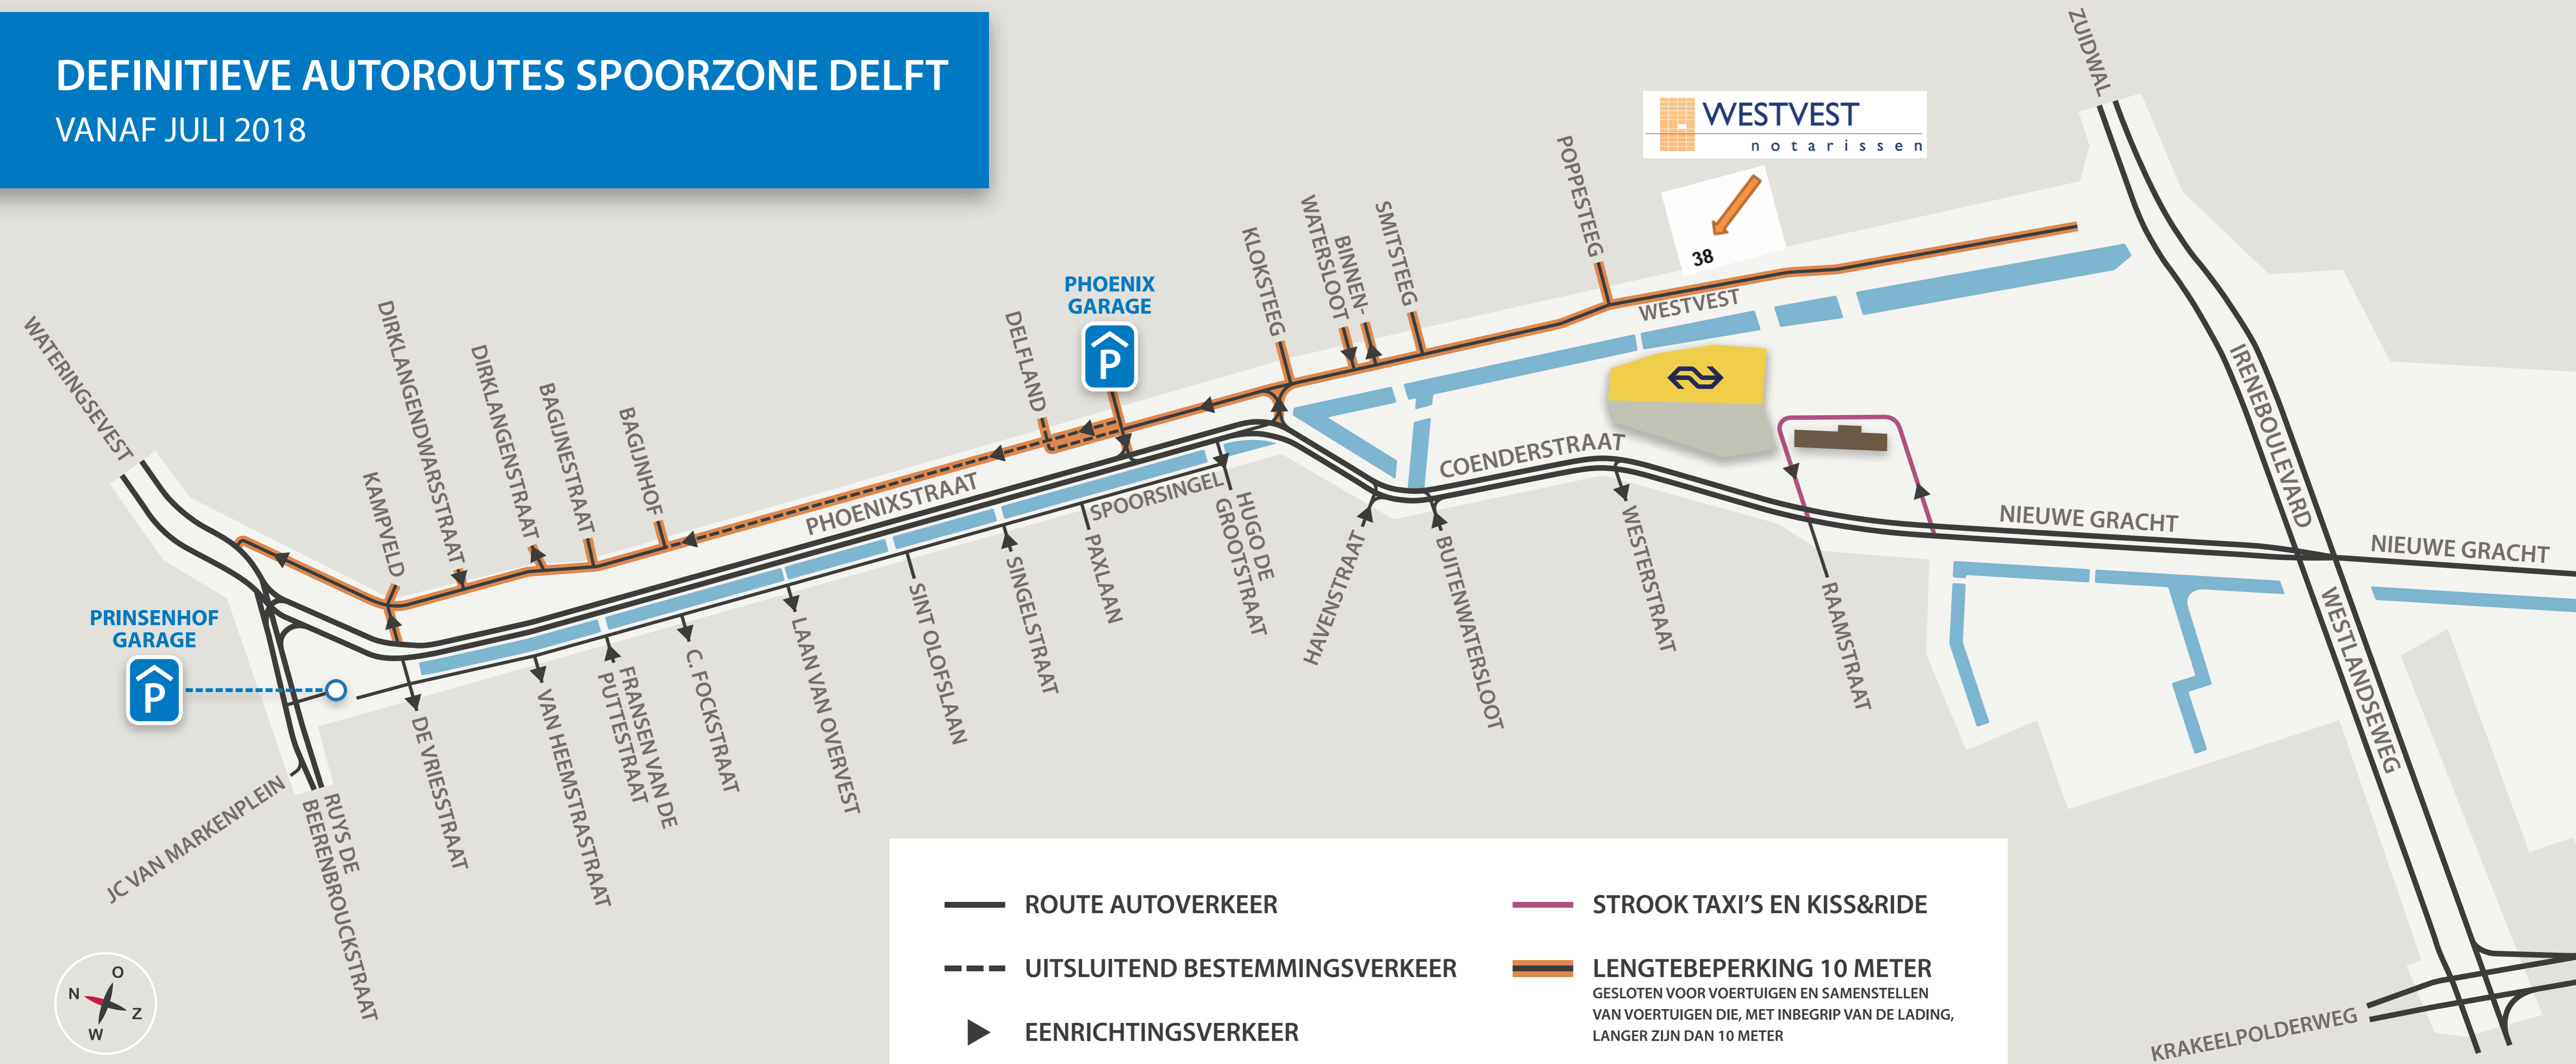 DEFINITIEVE AUTOROUTES SPOORZONE DELFT
VANAF JULI 2018
ZUIDWAL
WESTVEST
notarissen
38
POPPESTEEG
SMITSTEEG
BINNEN-
WATERSLOOT
KLOKSTEEG
PHOENIX
GARAGE
P
DELFLAND
BAGIJNHOF
BAGIJNESTRAAT
DIRKLANGENSTRAAT
DIRKLANGENDWARSSTRAAT
KAMPVELD
WATERINGSEVEST
WESTVEST
IRENEBOULEVARD
COENDERSTRAAT
PHOENIXSTRAAT
SPOORSINGEL
NIEUWE GRACHT
NIEUWE GRACHT
PRINSENHOF
GARAGE
P
JC VAN MARKENPLEIN
RUYS DE
BEERENBROUCKSTRAAT
DE VRIESSTRAAT
VAN HEEMSTRASTRAAT
FRANSEN VAN DE
PUTTESTRAAT
C. FOCKSTRAAT
LAAN VAN OVERVEST
SINT OLOFSLAAN
SINGELSTRAAT
PAXLAAN
HUGO DE
GROOTSTRAAT
HAVENSTRAAT
BUITENWATERSLOOT
WESTERSTRAAT
RAAMSTRAAT
WESTLANDSEWEG
KRAKEELPOLDERWEG
N
O
Z
W
ROUTE AUTOVERKEER
UITSLUITEND BESTEMMINGSVERKEER
EENRICHTINGSVERKEER
STROOK TAXI'S EN KISS&RIDE
LENGTEBEPERKING 10 METER
GESLOTEN VOOR VOERTUIGEN EN SAMENSTELLEN
VAN VOERTUIGEN DIE, MET INBEGRIP VAN DE LADING,
LANGER ZIJN DAN 10 METER